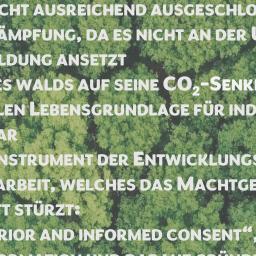 cht ausreichend ausgeschlo
ämpfung, da es nicht an der U
ldung ansetzt
es walds auf seine CO₂-Senk
len Lebensgrundlage für ind
ar
nstrument der Entwicklungs
arbeit, welches das Machtge
t stürzt:
rior and informed consent“,